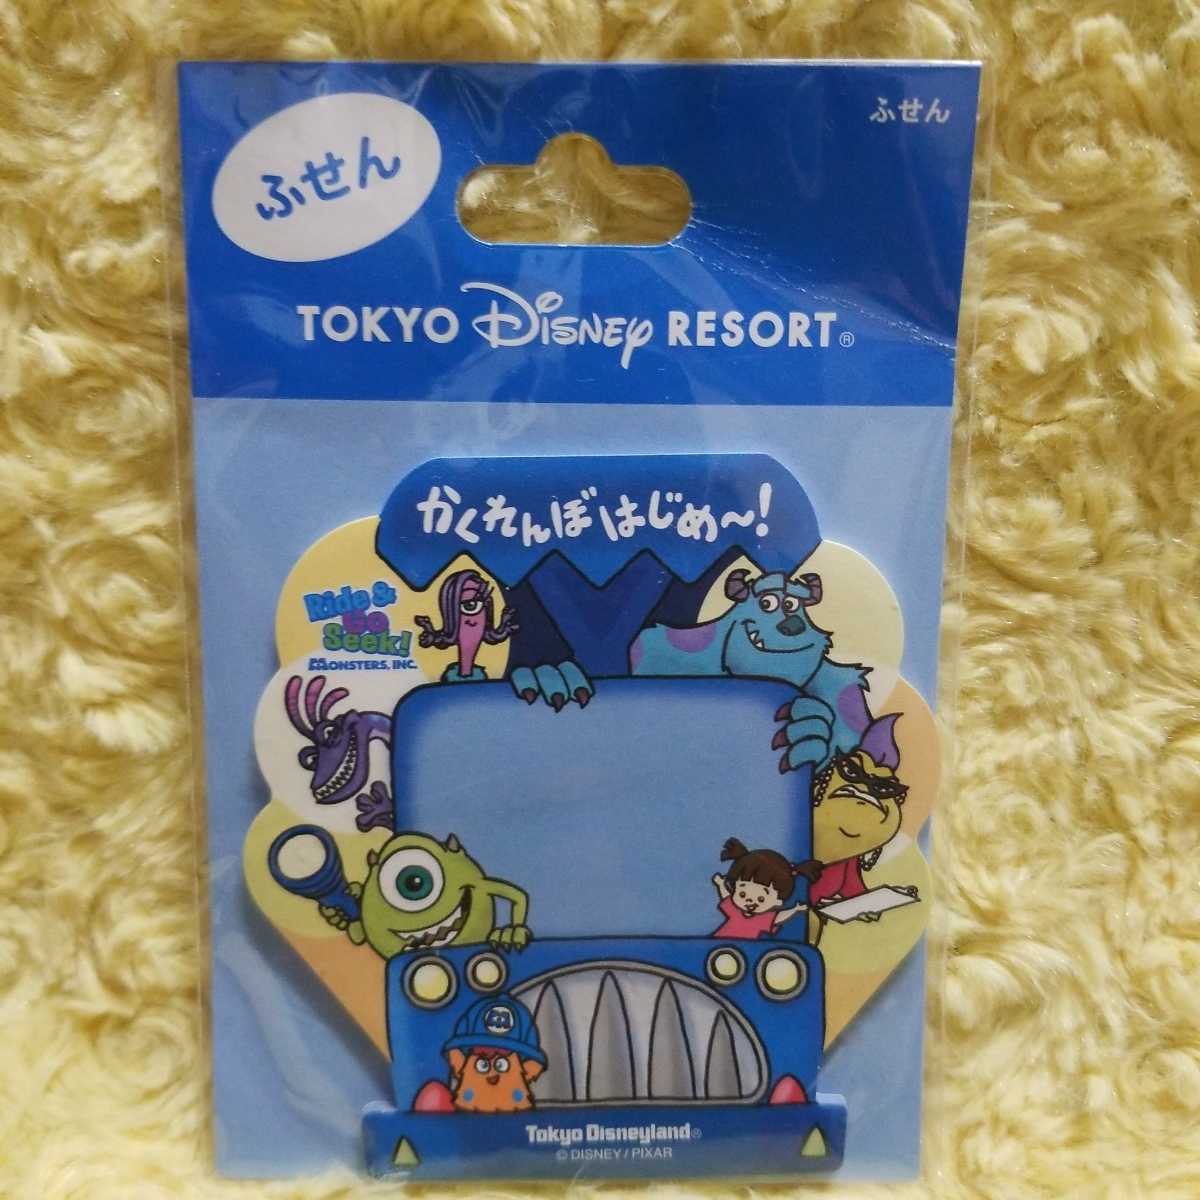 ふせん
ふせん
TOKYO Disney RESORT®
かくれんぼ はじめ〜!
Ride &
Go
Seek!
MONSTERS, INC.
Tokyo Disneyland®
© DISNEY / PIXAR